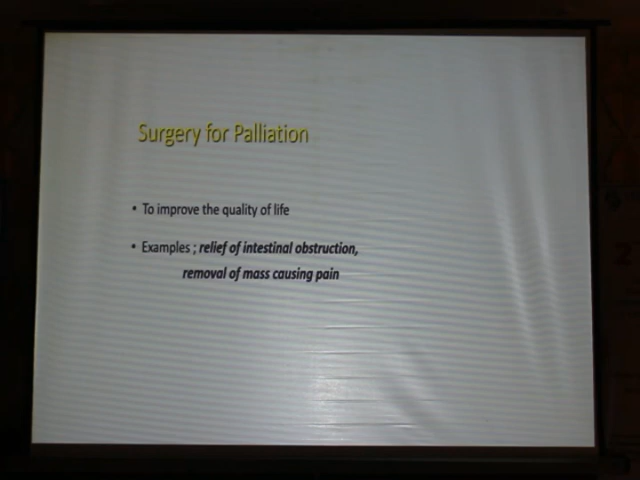 Surgery for Palliation
• To improve the quality of life
• Examples ; relief of intestinal obstruction,
removal of mass causing pain